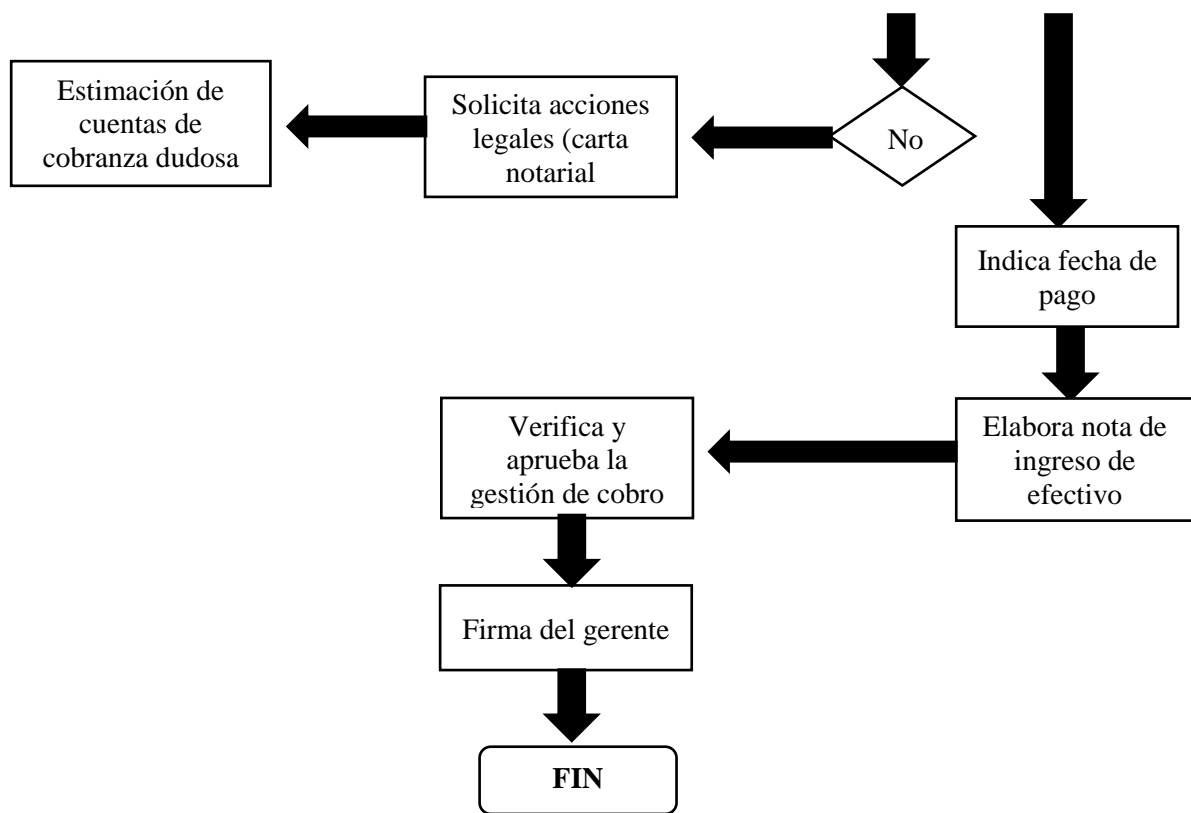 Estimación de
cuentas de
cobranza dudosa
Solicita acciones
legales (carta
notarial
No
Indica fecha de
pago
Verifica y
aprueba la
gestión de cobro
Elabora nota de
ingreso de
efectivo
Firma del gerente
FIN